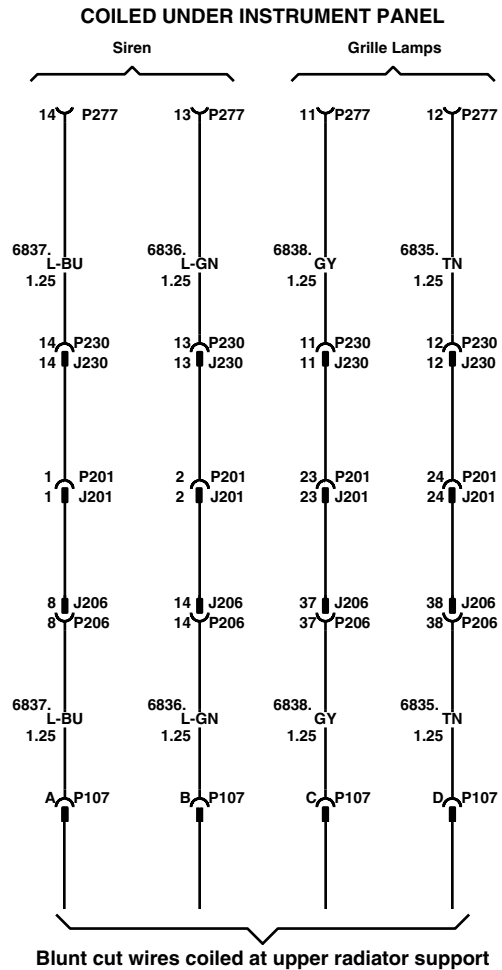 COILED UNDER INSTRUMENT PANEL
Siren Grille Lamps
14 P277 13 P277 11 P277 12 P277
6837. 6836. 6838. 6835.
L-BU L-GN GY TN
1.25 1.25 1.25 1.25
14 P230 13 P230 11 P230 12 P230
14 J230 13 J230 11 J230 12 J230
1 P201 2 P201 23 P201 24 P201
1 J201 2 J201 23 J201 24 J201
8 J206 14 J206 37 J206 38 J206
8 P206 14 P206 37 P206 38 P206
6837. 6836. 6838. 6835.
L-BU L-GN GY TN
1.25 1.25 1.25 1.25
A P107 B P107 C P107 D P107
Blunt cut wires coiled at upper radiator support